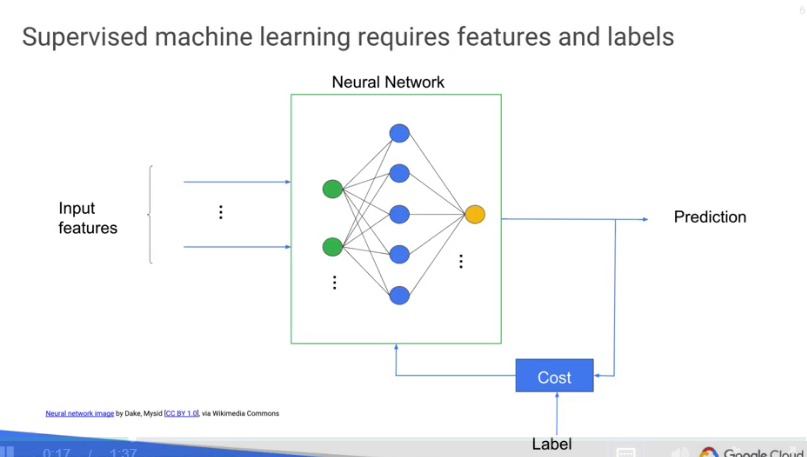 6
Supervised machine learning requires features and labels
Neural Network
Input
features
Prediction
Cost
Neural network image by Dake, Mysid [CC BY 1.0], via Wikimedia Commons
Label
0:17 / 1:37
Google Cloud